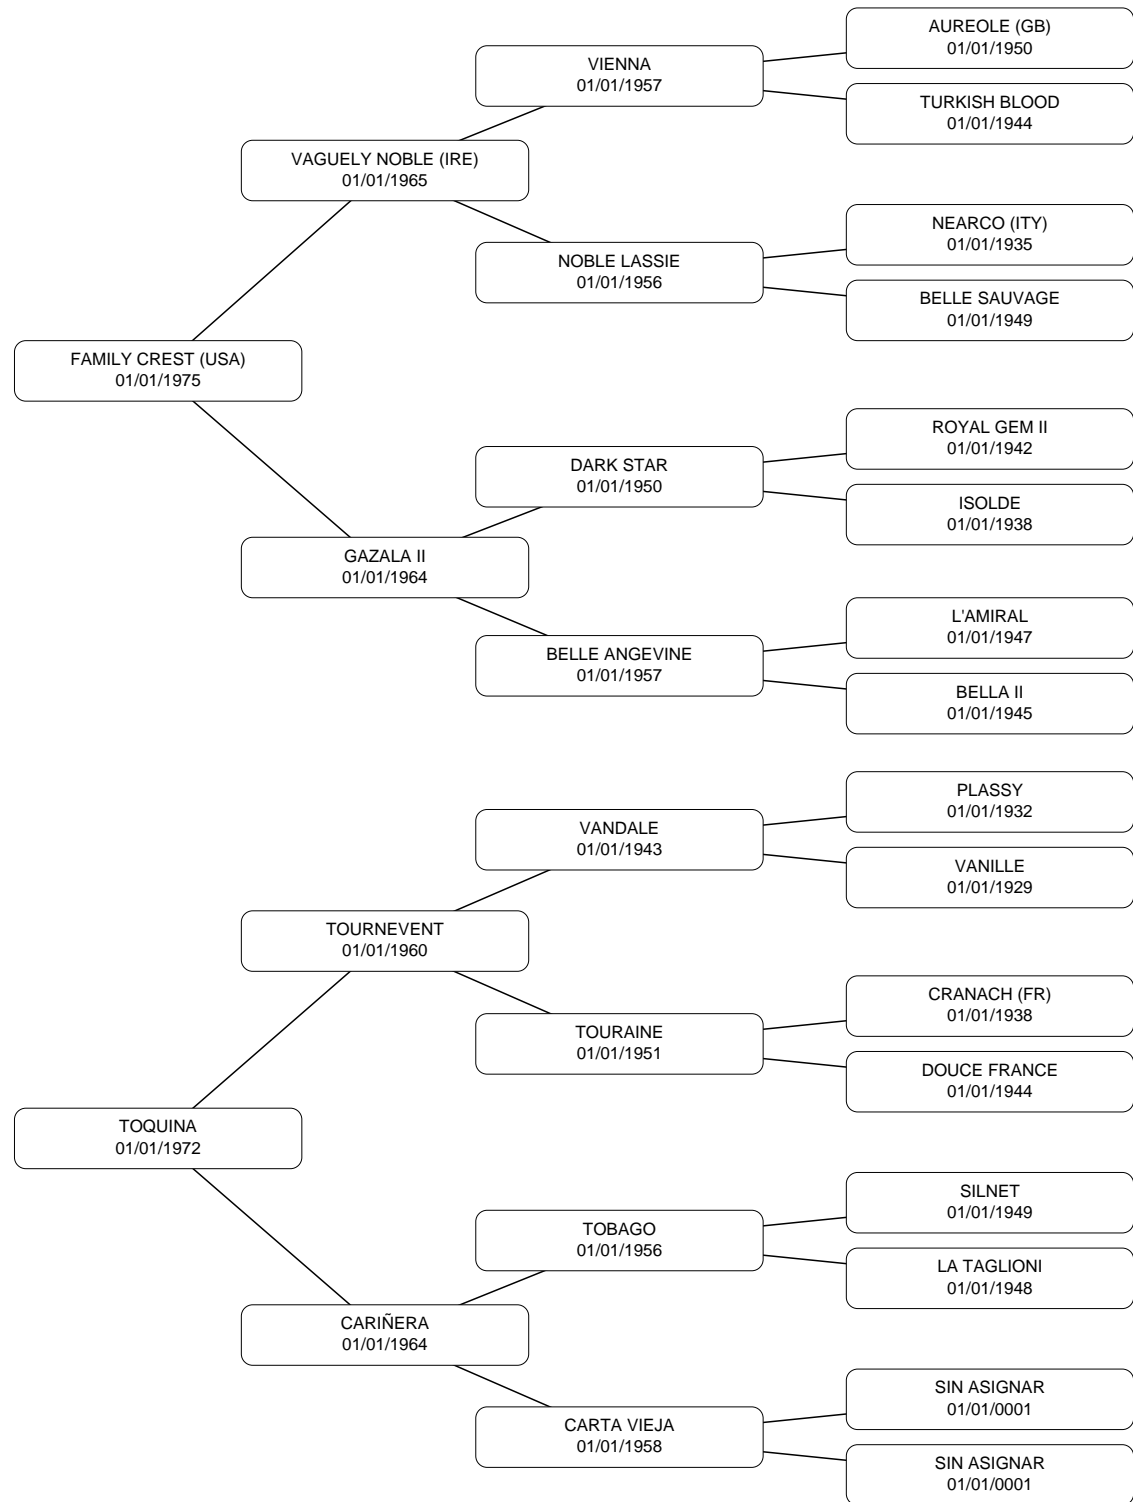 AUREOLE (GB)
01/01/1950
VIENNA
01/01/1957
TURKISH BLOOD
01/01/1944
VAGUELY NOBLE (IRE)
01/01/1965
NEARCO (ITY)
01/01/1935
NOBLE LASSIE
01/01/1956
BELLE SAUVAGE
01/01/1949
FAMILY CREST (USA)
01/01/1975
ROYAL GEM II
01/01/1942
DARK STAR
01/01/1950
ISOLDE
01/01/1938
GAZALA II
01/01/1964
L'AMIRAL
01/01/1947
BELLE ANGEVINE
01/01/1957
BELLA II
01/01/1945
PLASSY
01/01/1932
VANDALE
01/01/1943
VANILLE
01/01/1929
TOURNEVENT
01/01/1960
CRANACH (FR)
01/01/1938
TOURAINE
01/01/1951
DOUCE FRANCE
01/01/1944
TOQUINA
01/01/1972
SILNET
01/01/1949
TOBAGO
01/01/1956
LA TAGLIONI
01/01/1948
CARIÑERA
01/01/1964
SIN ASIGNAR
01/01/0001
CARTA VIEJA
01/01/1958
SIN ASIGNAR
01/01/0001